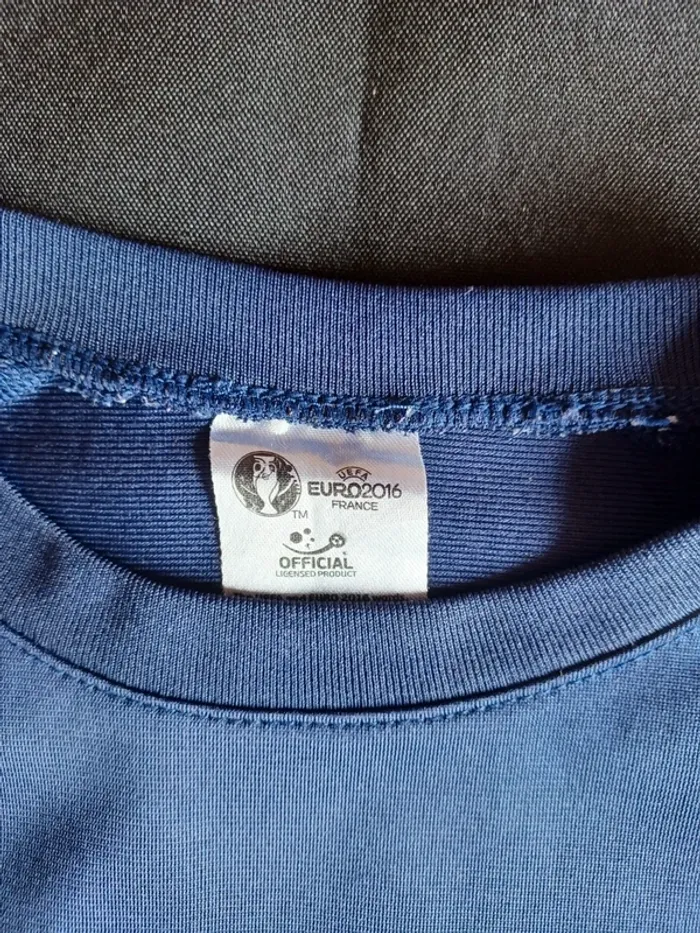 UEFA
EURO2016
FRANCE
TM
OFFICIAL
LICENSED PRODUCT